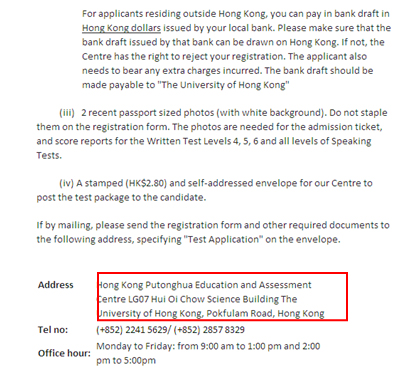 For applicants residing outside Hong Kong, you can pay in bank draft in
Hong Kong dollars issued by your local bank. Please make sure that the
bank draft issued by that bank can be drawn on Hong Kong. If not, the
Centre has the right to reject your registration. The applicant also
needs to bear any extra charges incurred. The bank draft should be
made payable to "The University of Hong Kong"
(iii) 2 recent passport sized photos (with white background). Do not staple
them on the registration form. The photos are needed for the admission ticket,
and score reports for the Written Test Levels 4, 5, 6 and all levels of Speaking
Tests.
(iv) A stamped (HK$2.80) and self-addressed envelope for our Centre to
post the test package to the candidate.
If by mailing, please send the registration form and other required documents to
the following address, specifying "Test Application" on the envelope.
Address Hong Kong Putonghua Education and Assessment
Centre LG07 Hui Oi Chow Science Building The
University of Hong Kong, Pokfulam Road, Hong Kong
Tel no: (+852) 2241 5629/ (+852) 2857 8329
Office hour: Monday to Friday: from 9:00 am to 1:00 pm and 2:00
pm to 5:00pm